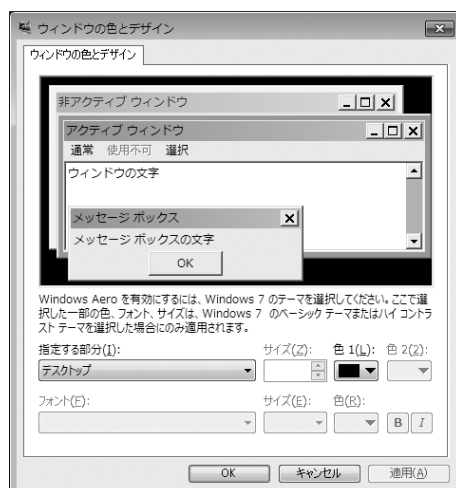 ウィンドウの色とデザイン
ウィンドウの色とデザイン
非アクティブ ウィンドウ
アクティブ ウィンドウ
通常 使用不可 選択
ウィンドウの文字
メッセージ ボックス
メッセージ ボックスの文字
OK
Windows Aero を有効にするには、Windows 7 のテーマを選択してください。ここで選
択した一部の色、フォント、サイズは、Windows 7 のベーシック テーマまたはハイ コントラ
スト テーマを選択した場合にのみ適用されます。
指定する部分(I): サイズ(Z): 色 1(L): 色 2(2):
デスクトップ
フォント(F): サイズ(E): 色(R):
B I
OK キャンセル 適用(A)